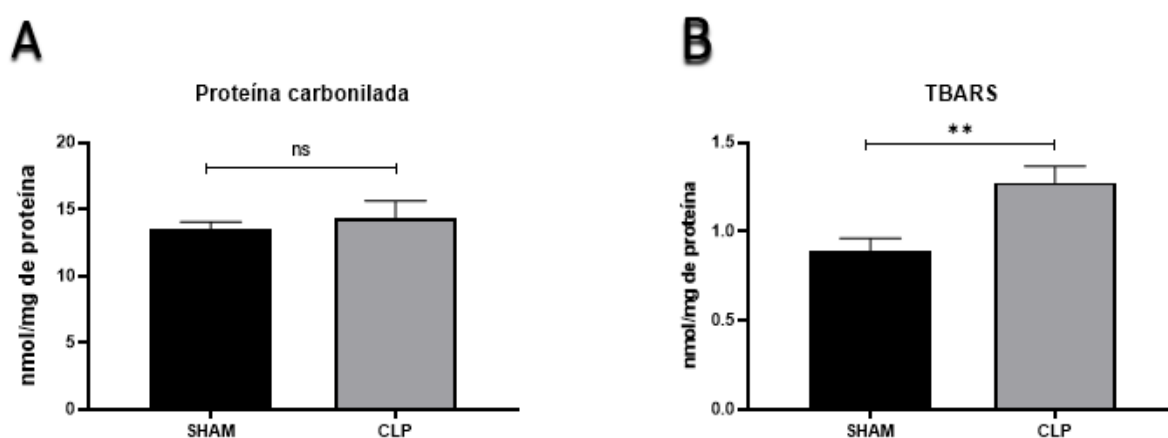 A
Proteína carbonilada
nmol/mg de proteína
20
15
10
5
0
ns
SHAM
CLP
B
TBARS
nmol/mg de proteína
1.5
1.0
0.5
0.0
**
SHAM
CLP